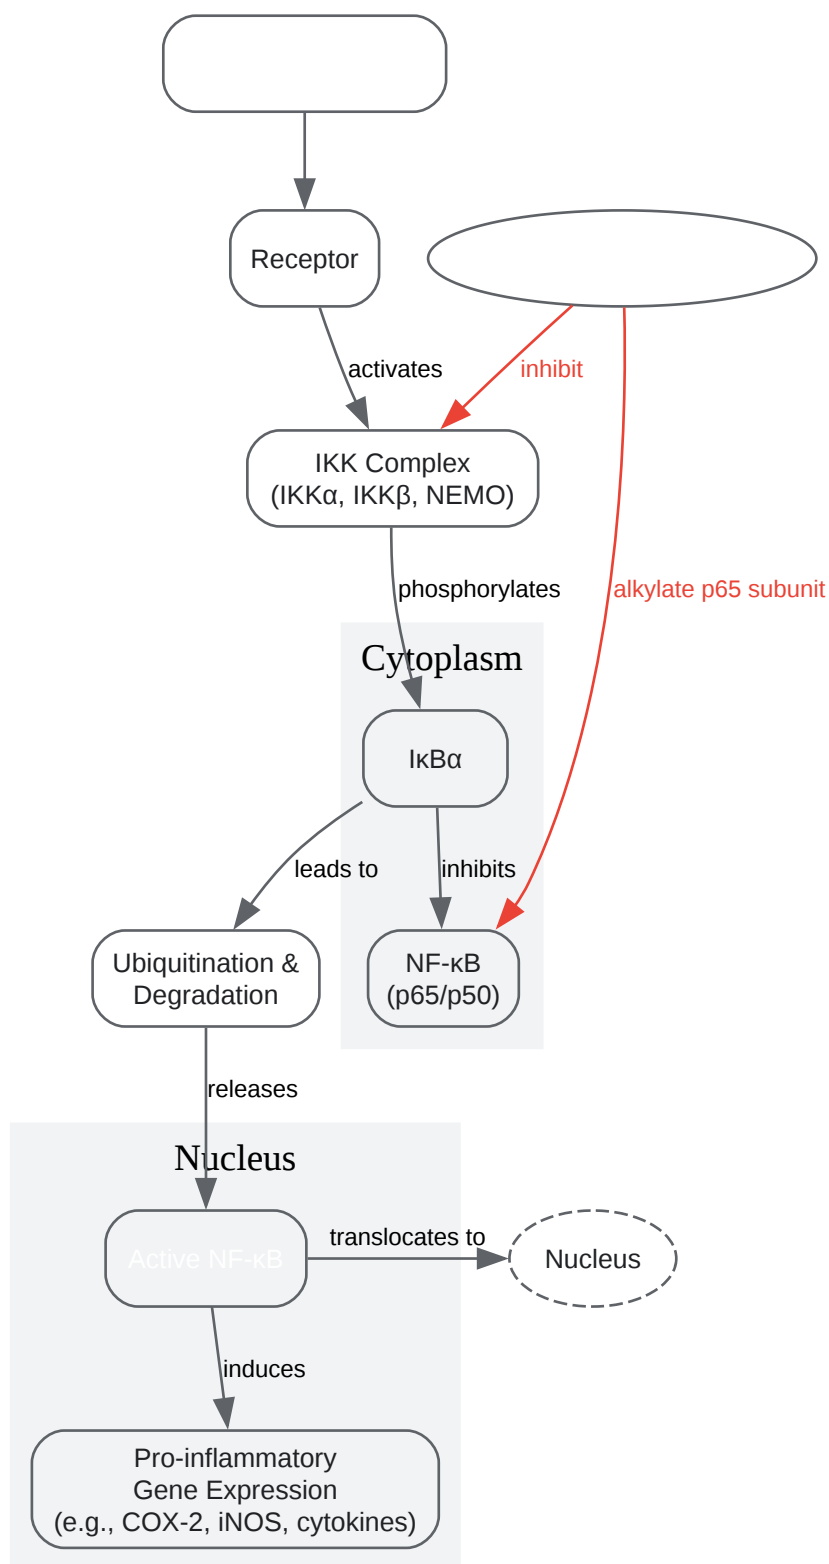 Receptor
activates
inhibit
IKK Complex
(IKKα, IKKβ, NEMO)
phosphorylates
alkylate p65 subunit
Cytoplasm
IκBα
leads to
inhibits
Ubiquitination &
Degradation
NF-κB
(p65/p50)
releases
Nucleus
Active NF-κB
translocates to
Nucleus
induces
Pro-inflammatory
Gene Expression
(e.g., COX-2, iNOS, cytokines)